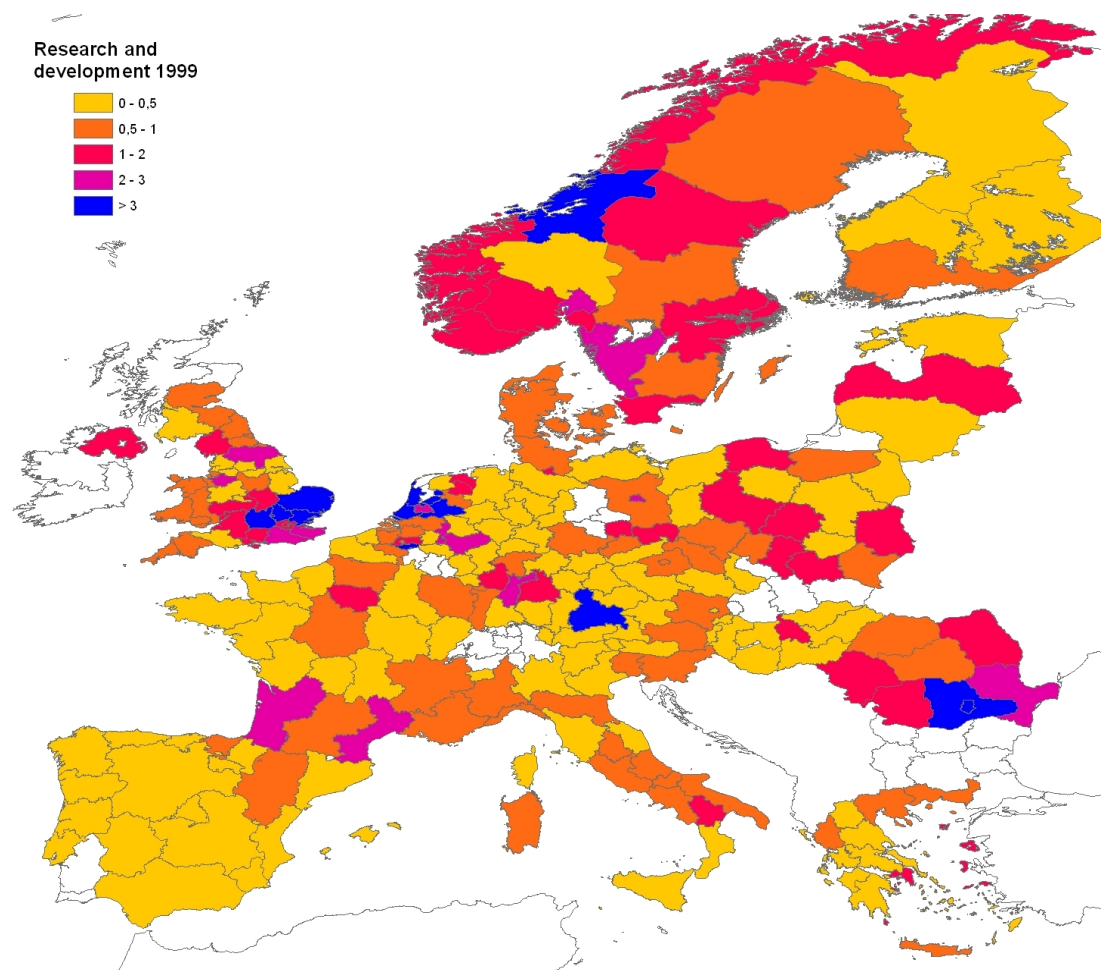 Research and
development 1999
0 - 0,5
0,5 - 1
1 - 2
2 - 3
> 3